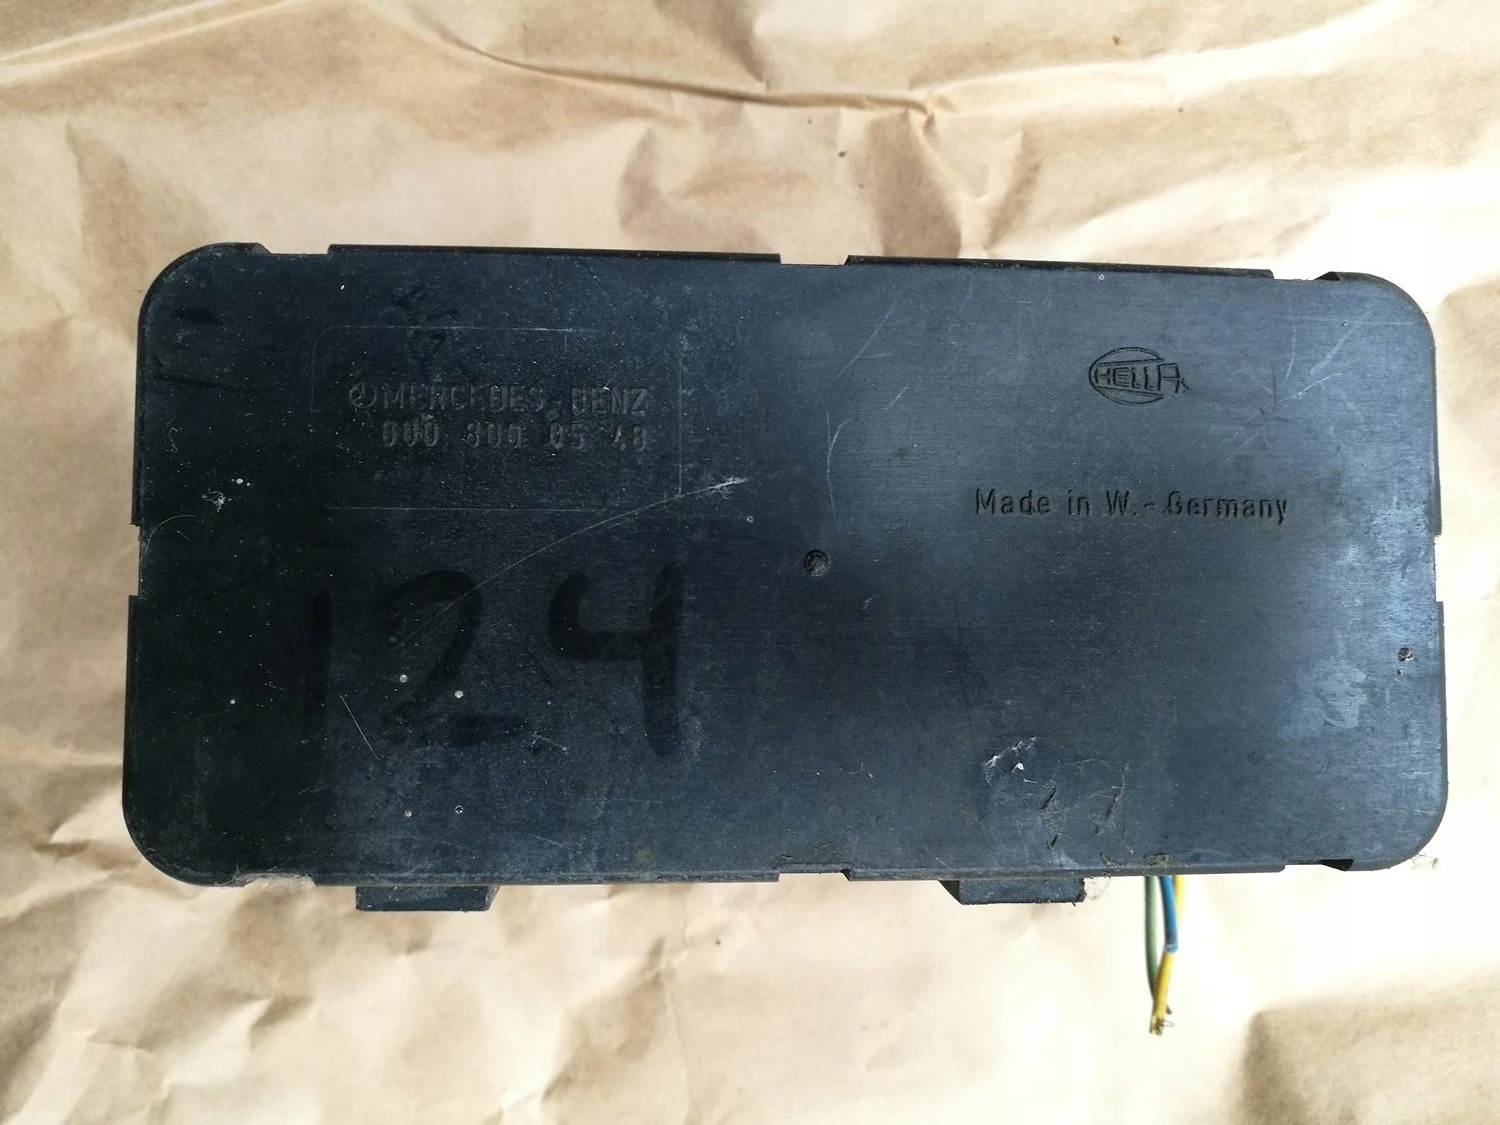 MERCEDES-BENZ
000 800 05 48
HELLA
Made in W.-Germany
124